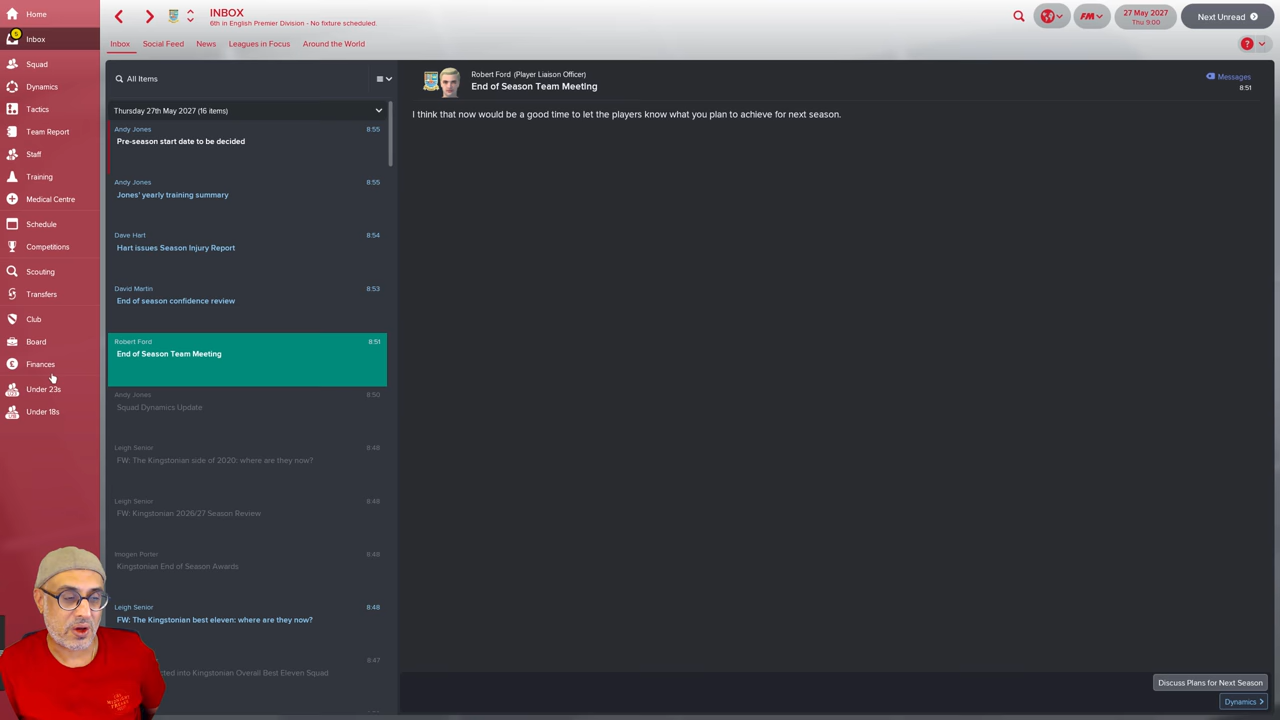 Home
5
Inbox
Squad
Dynamics
Tactics
Team Report
Staff
Training
Medical Centre
Schedule
Competitions
Scouting
Transfers
Club
Board
Finances
Under 23s
Under 18s
INBOX
6th in English Premier Division - No fixture scheduled.
FM
27 May 2027
Thu 9:00
Next Unread
Inbox
Social Feed
News
Leagues in Focus
Around the World
?
All Items
Thursday 27th May 2027 (16 items)
Andy Jones 8:55
Pre-season start date to be decided
Andy Jones 8:55
Jones' yearly training summary
Dave Hart 8:54
Hart issues Season Injury Report
David Martin 8:53
End of season confidence review
Robert Ford 8:51
End of Season Team Meeting
Andy Jones 8:50
Squad Dynamics Update
Leigh Senior 8:48
FW: The Kingstonian side of 2020: where are they now?
Leigh Senior 8:48
FW: Kingstonian 2026/27 Season Review
Imogen Porter 8:48
Kingstonian End of Season Awards
Leigh Senior 8:48
FW: The Kingstonian best eleven: where are they now?
8:47
into Kingstonian Overall Best Eleven Squad
Robert Ford (Player Liaison Officer)
End of Season Team Meeting
Messages
8:51
I think that now would be a good time to let the players know what you plan to achieve for next season.
Discuss Plans for Next Season
Dynamics